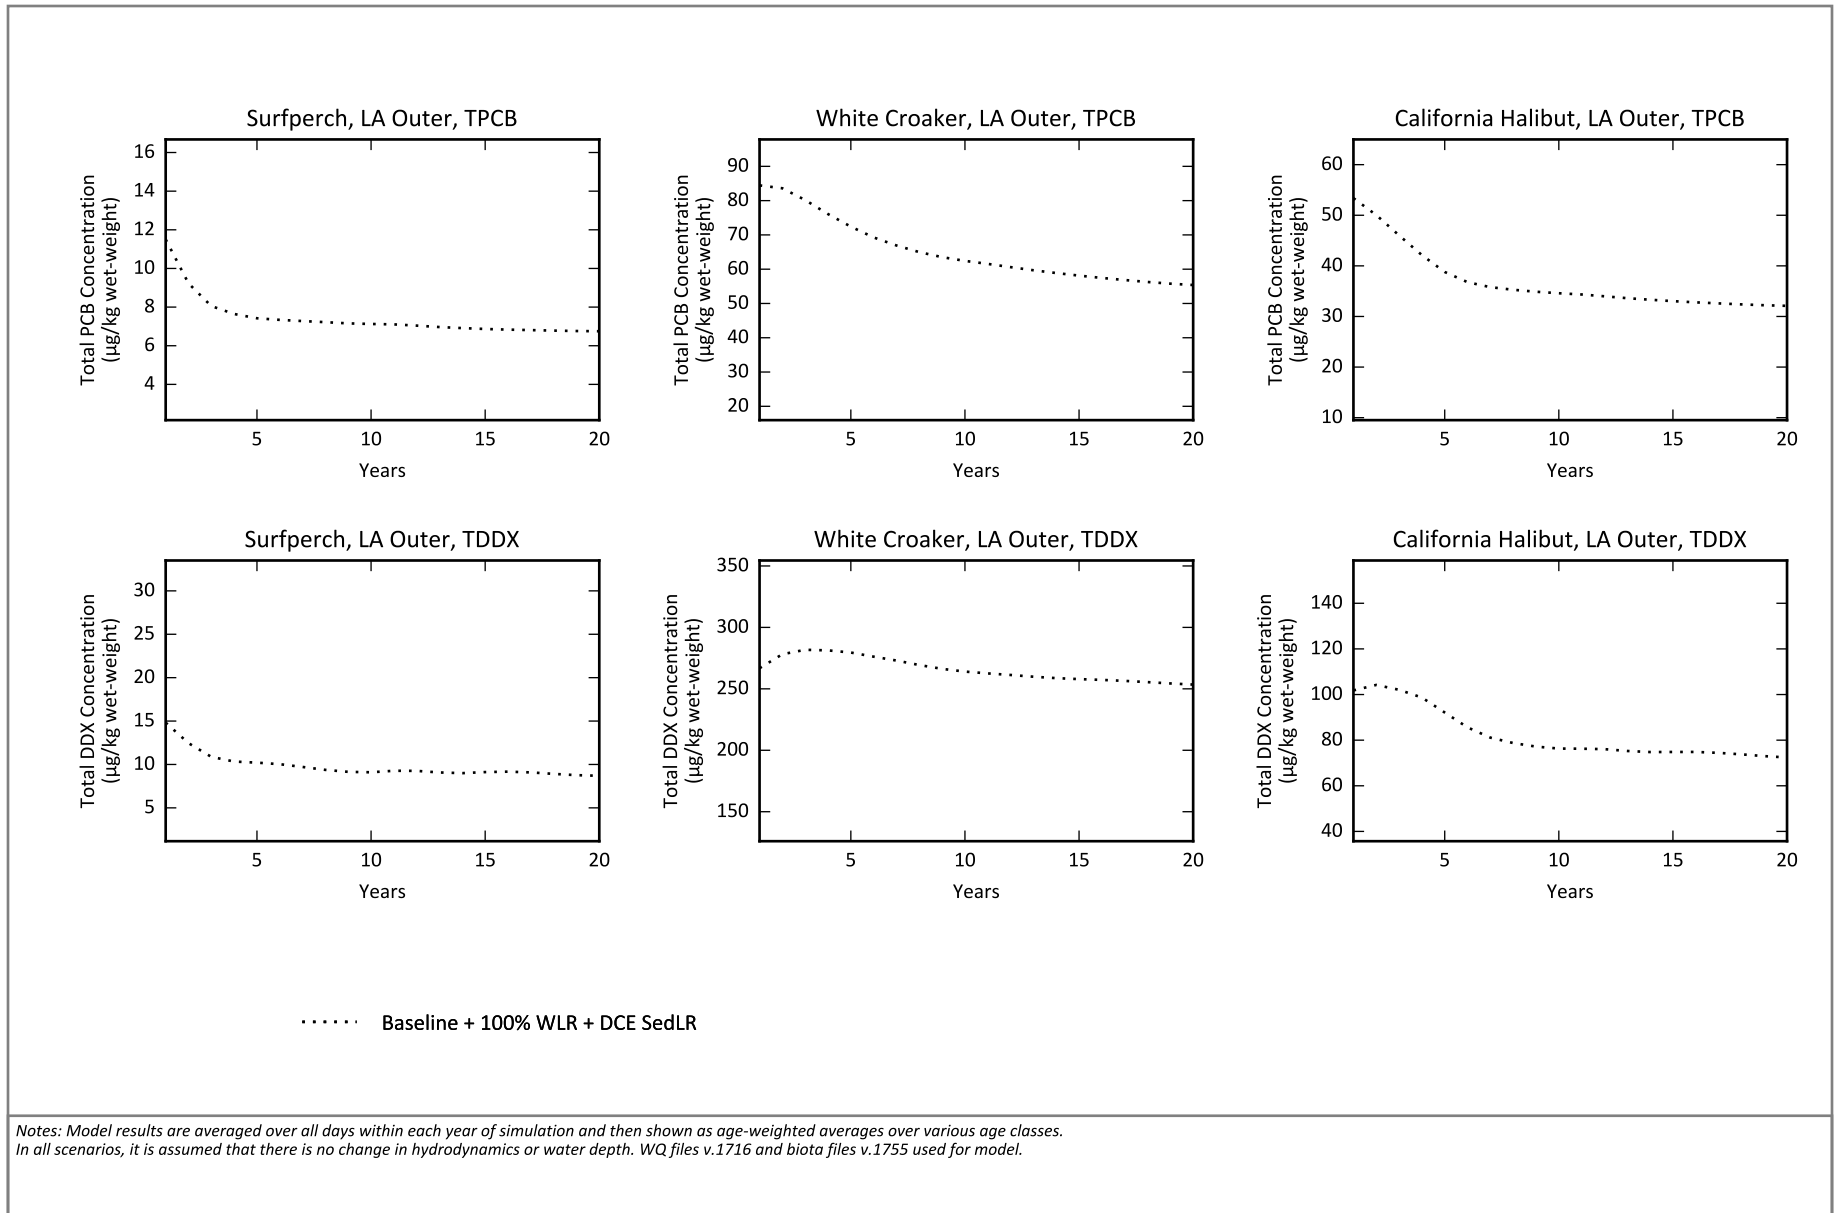 Surfperch, LA Outer, TPCB
Total PCB Concentration
(µg/kg wet-weight)
16
14
12
10
8
6
4
5 10 15 20
Years
White Croaker, LA Outer, TPCB
Total PCB Concentration
(µg/kg wet-weight)
90
80
70
60
50
40
30
20
5 10 15 20
Years
California Halibut, LA Outer, TPCB
Total PCB Concentration
(µg/kg wet-weight)
60
50
40
30
20
10
5 10 15 20
Years
Surfperch, LA Outer, TDDX
Total DDX Concentration
(µg/kg wet-weight)
30
25
20
15
10
5
5 10 15 20
Years
White Croaker, LA Outer, TDDX
Total DDX Concentration
(µg/kg wet-weight)
350
300
250
200
150
5 10 15 20
Years
California Halibut, LA Outer, TDDX
Total DDX Concentration
(µg/kg wet-weight)
140
120
100
80
60
40
5 10 15 20
Years
Baseline + 100% WLR + DCE SedLR
Notes: Model results are averaged over all days within each year of simulation and then shown as age-weighted averages over various age classes.
In all scenarios, it is assumed that there is no change in hydrodynamics or water depth. WQ files v.1716 and biota files v.1755 used for model.